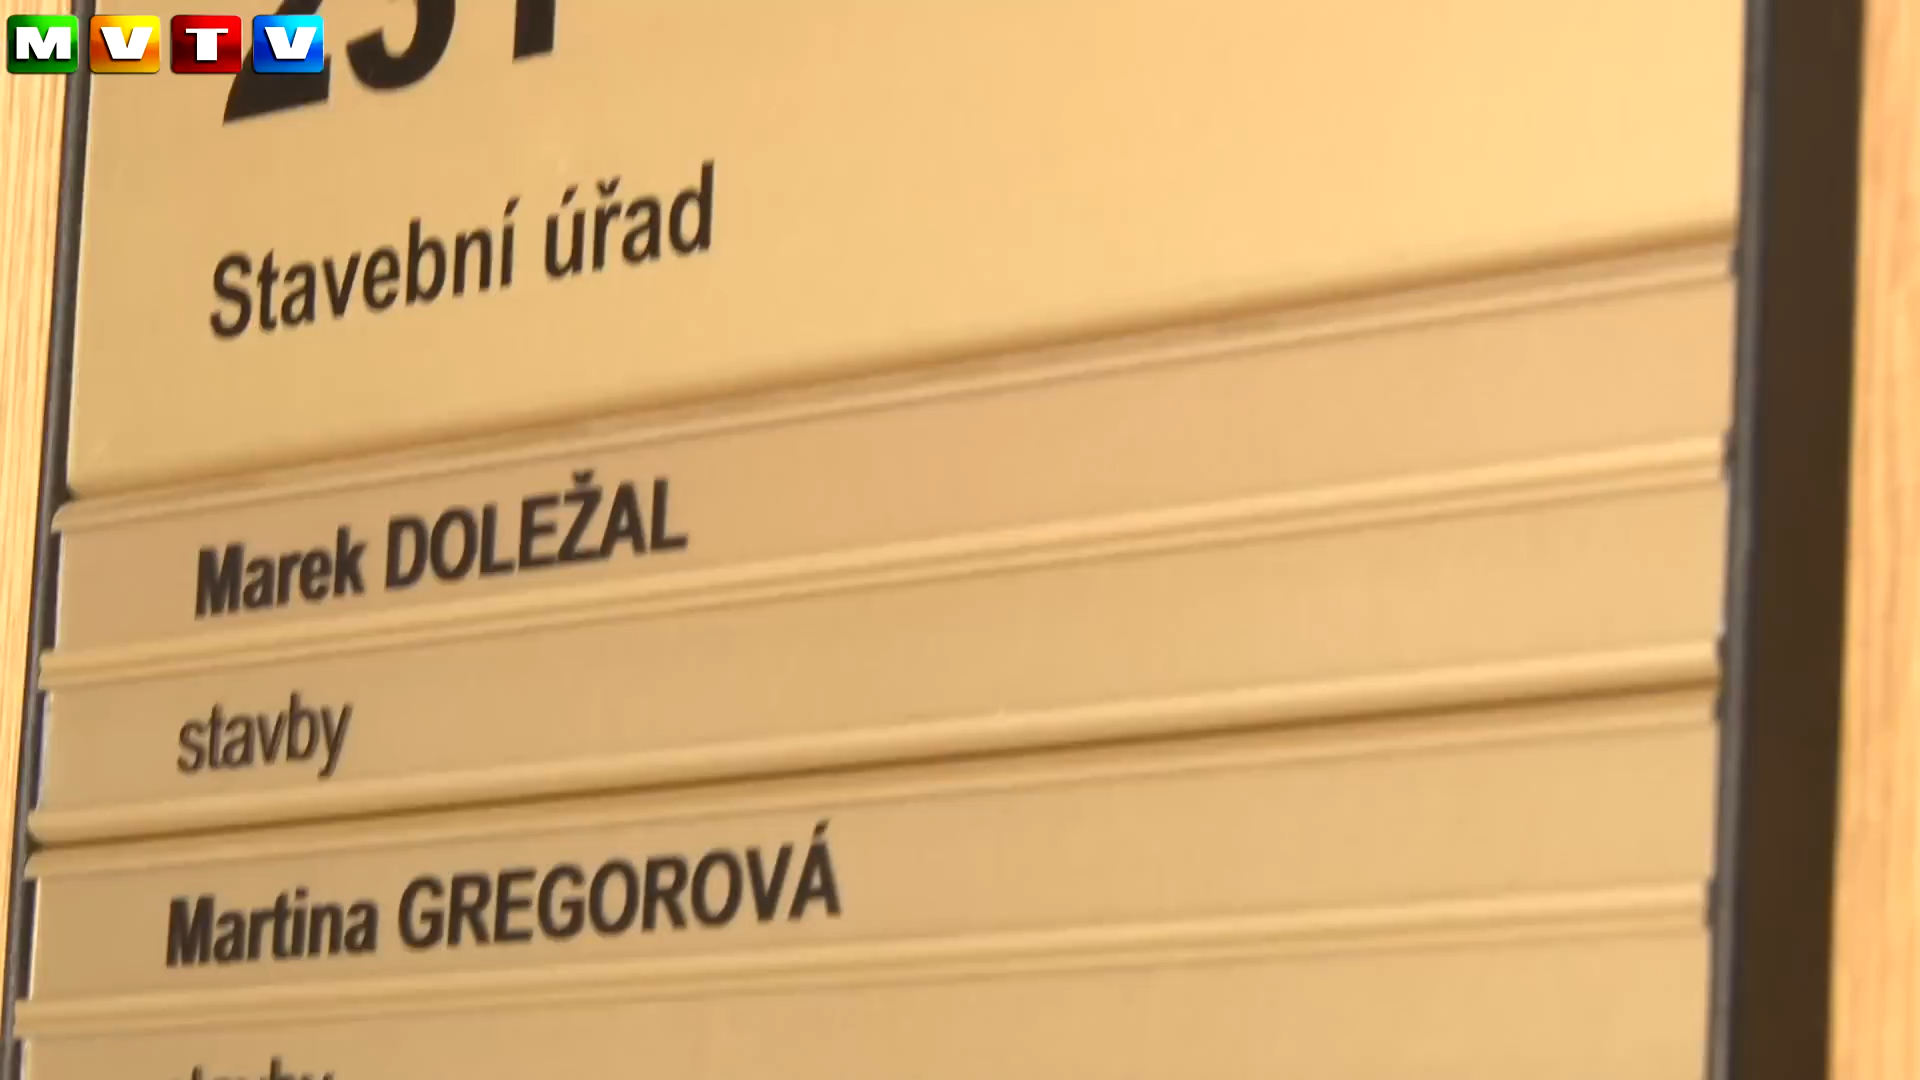 MVTV
Stavební úřad
Marek DOLEŽAL
stavby
Martina GREGOROVÁ